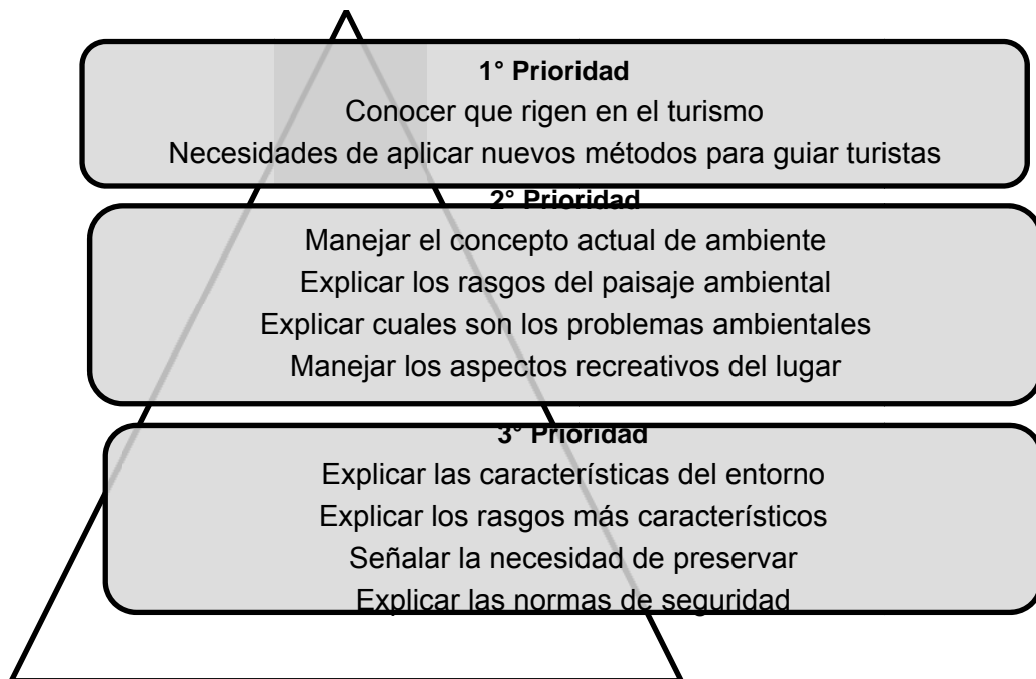 1° Prioridad
Conocer que rigen en el turismo
Necesidades de aplicar nuevos métodos para guiar turistas
2° Prioridad
Manejar el concepto actual de ambiente
Explicar los rasgos del paisaje ambiental
Explicar cuales son los problemas ambientales
Manejar los aspectos recreativos del lugar
3° Prioridad
Explicar las características del entorno
Explicar los rasgos más característicos
Señalar la necesidad de preservar
Explicar las normas de seguridad